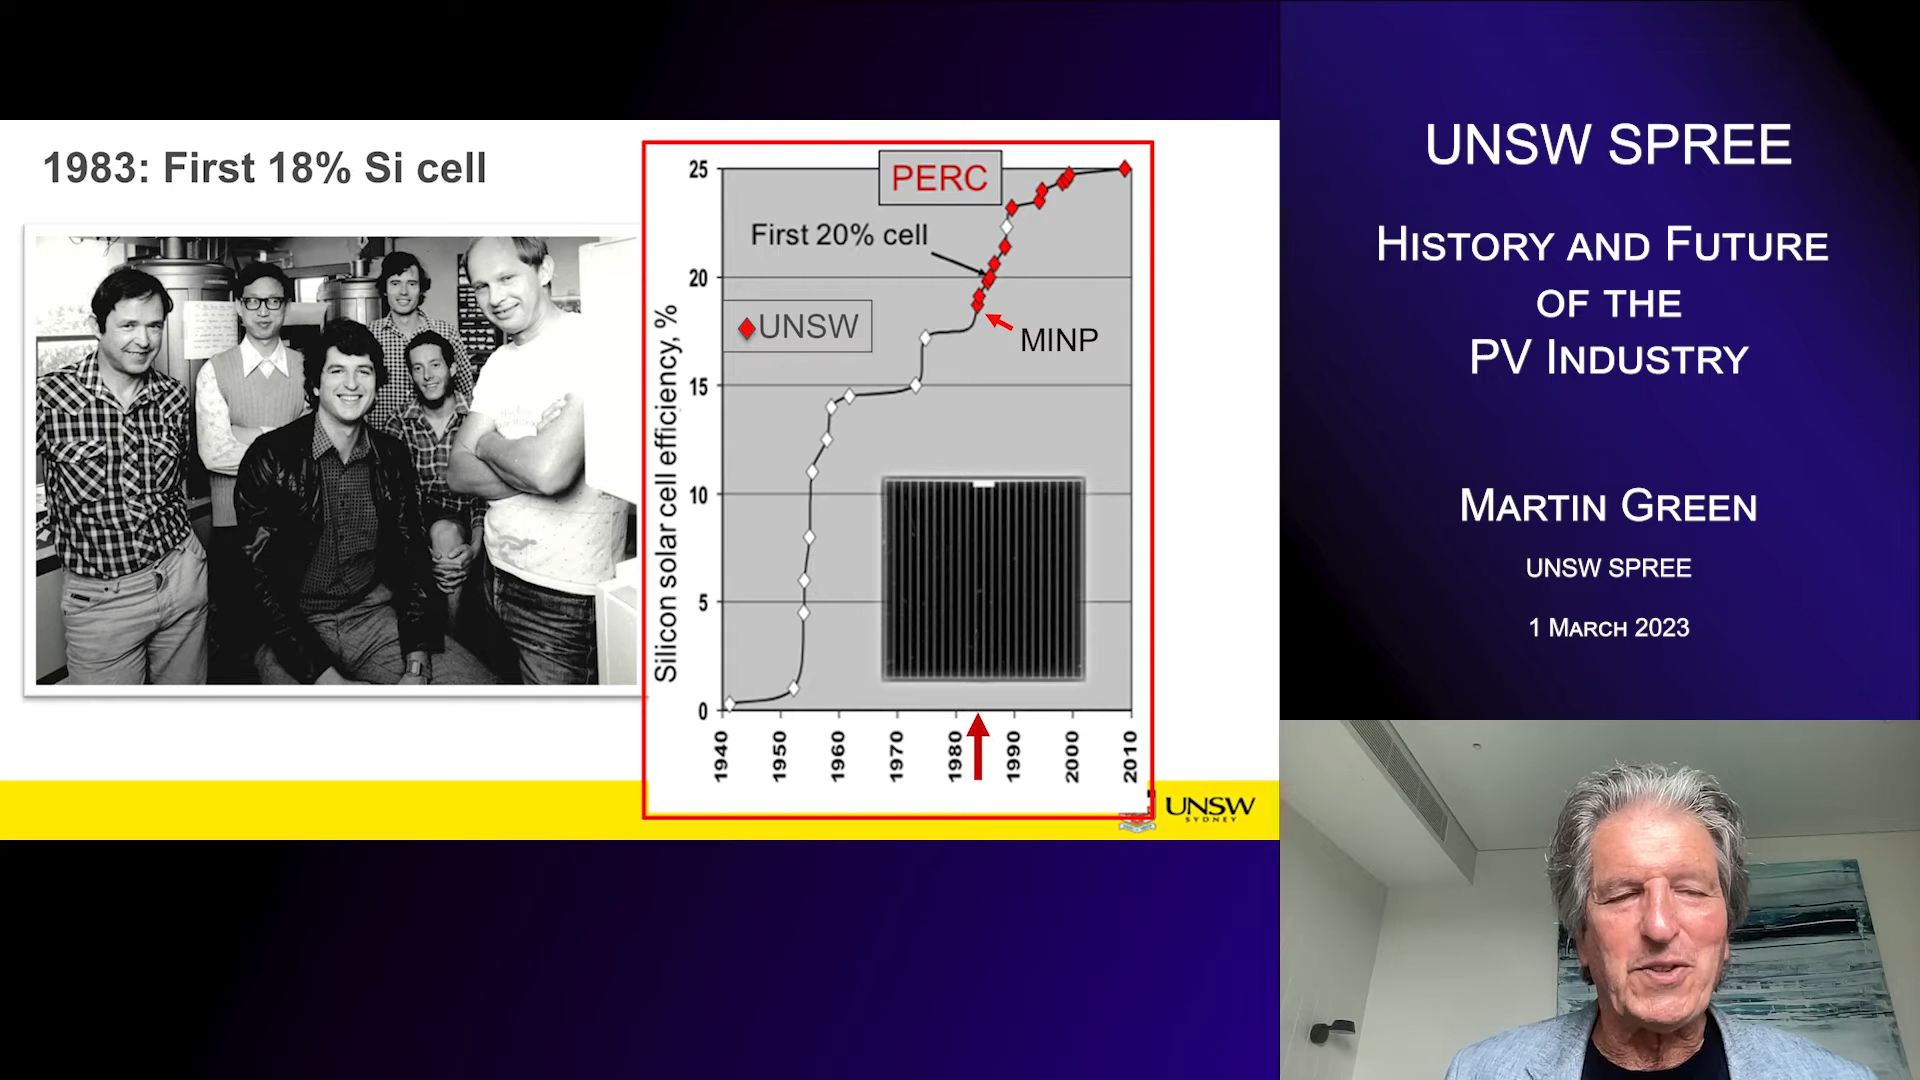 1983: First 18% Si cell
PERC
First 20% cell
UNSW
MINP
Silicon solar cell efficiency, %
25
20
15
10
5
0
1940
1950
1960
1970
1980
1990
2000
2010
UNSW
SYDNEY
UNSW SPREE
HISTORY AND FUTURE
OF THE
PV INDUSTRY
MARTIN GREEN
UNSW SPREE
1 MARCH 2023